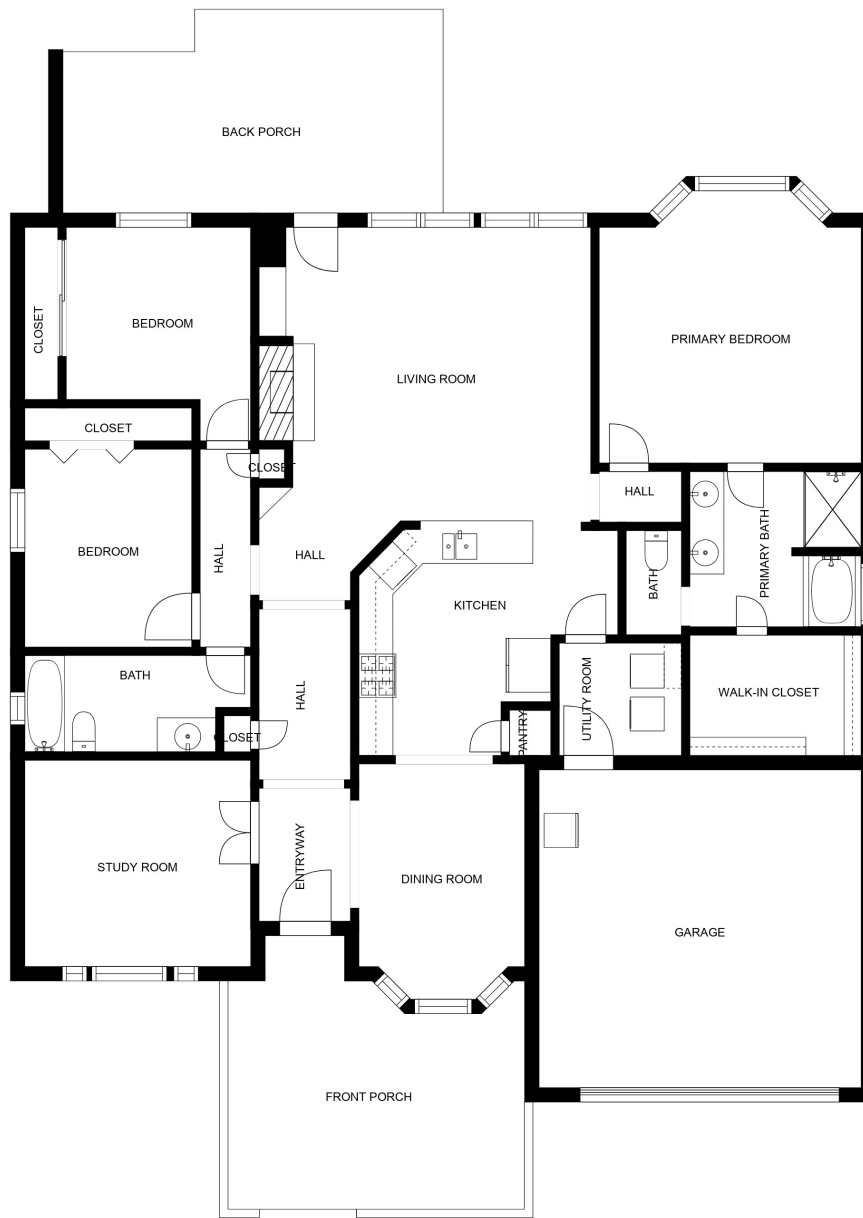 BACK PORCH
CLOSET
BEDROOM
LIVING ROOM
PRIMARY BEDROOM
CLOSET
CLOSET
HALL
BEDROOM
HALL
HALL
PRIMARY BATH
KITCHEN
BATH
BATH
HALL
UTILITY ROOM
WALK-IN CLOSET
CLOSET
PANTRY
ENTRYWAY
STUDY ROOM
DINING ROOM
GARAGE
FRONT PORCH